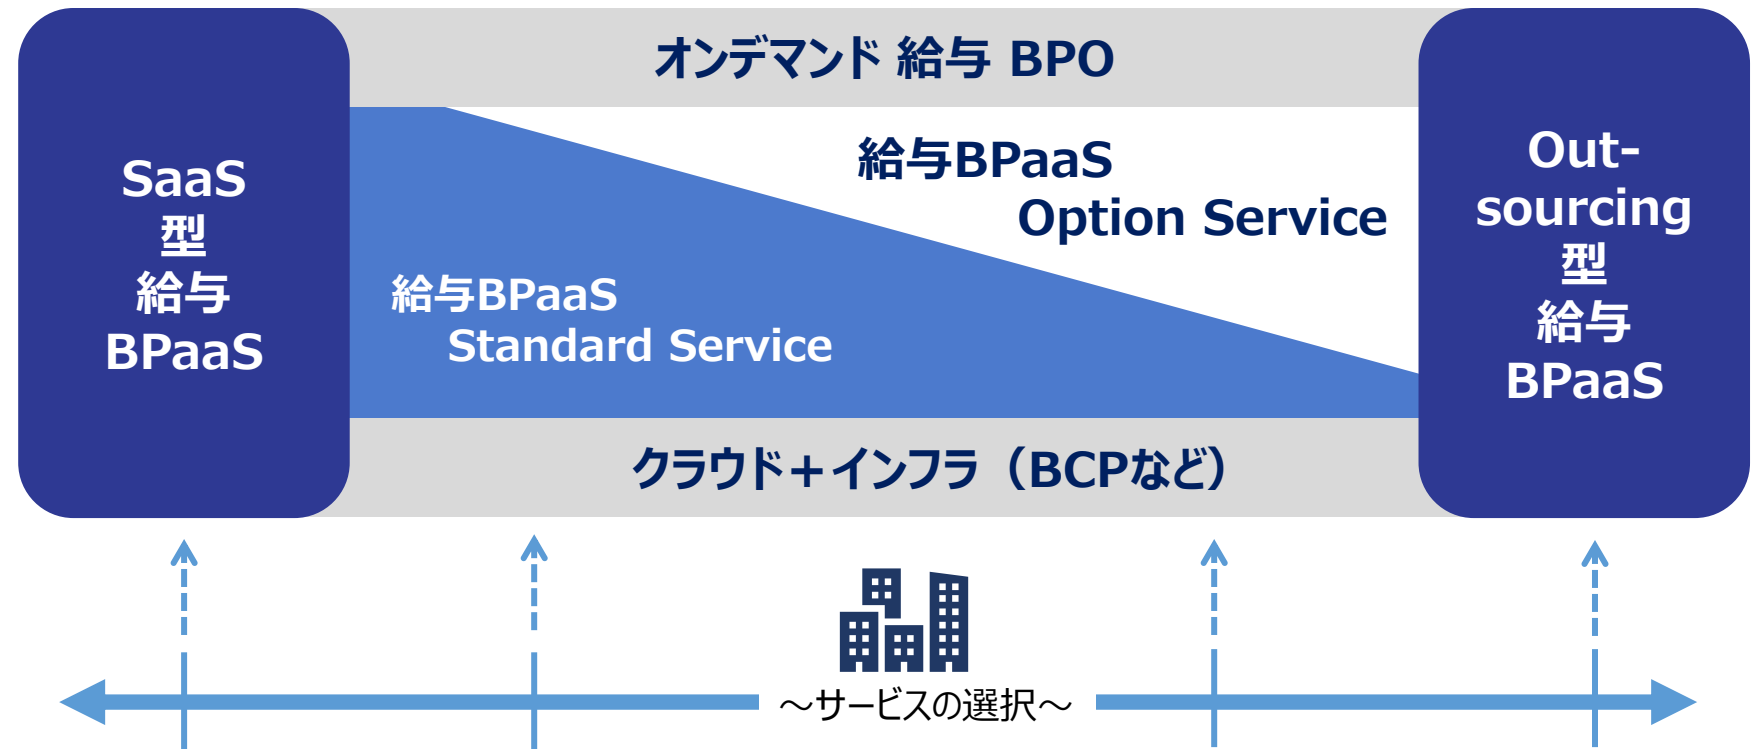 オンデマンド 給与 BPO
SaaS
型
給与
BPaaS
給与BPaaS
Option Service
給与BPaaS
Standard Service
Out-
sourcing
型
給与
BPaaS
クラウド＋インフラ（BCPなど）
～サービスの選択～